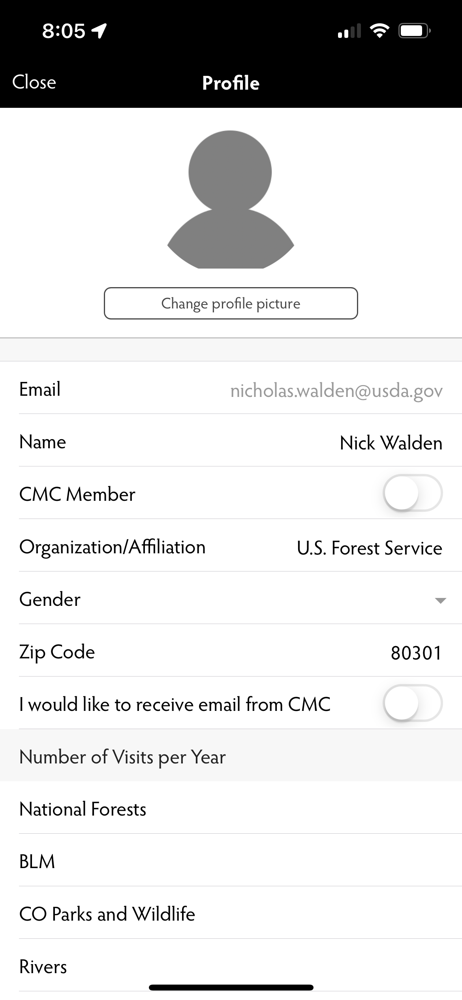 8:05
Close
Profile
Change profile picture
Email nicholas.walden@usda.gov
Name Nick Walden
CMC Member
Organization/Affiliation U.S. Forest Service
Gender
Zip Code 80301
I would like to receive email from CMC
Number of Visits per Year
National Forests
BLM
CO Parks and Wildlife
Rivers